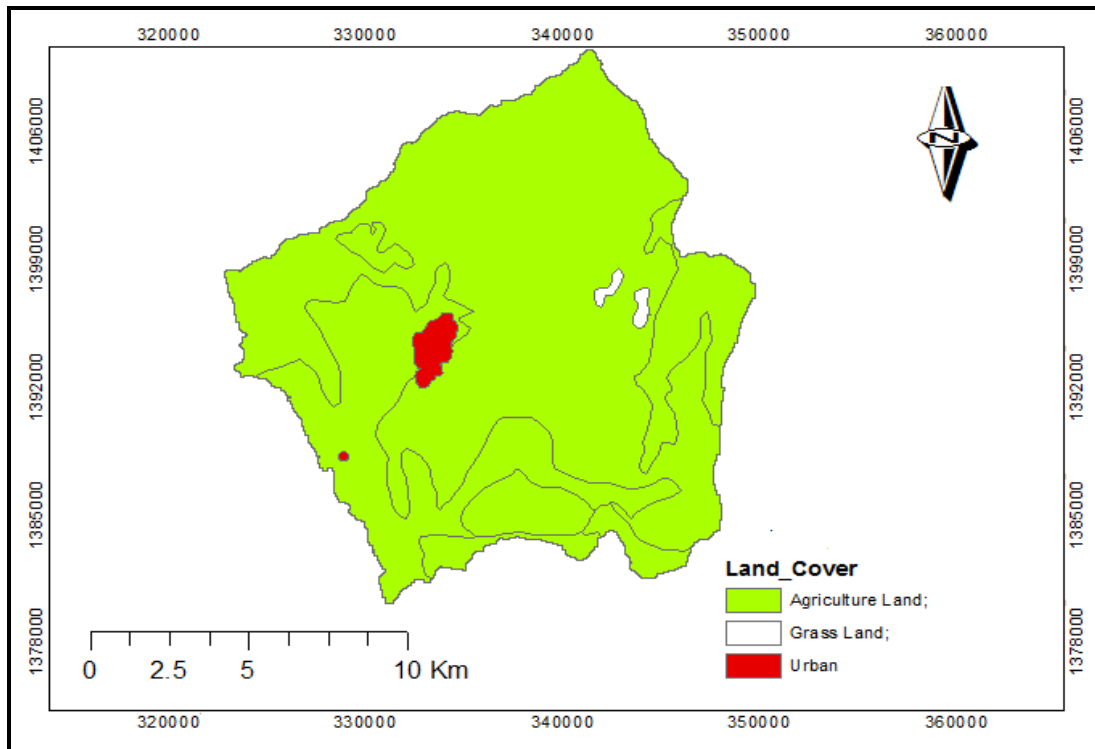 320000 330000 340000 350000 360000
N
1406000 1406000
1399000 1399000
1392000 1392000
1385000 1385000
1378000 1378000
Land_Cover
Agriculture Land;
Grass Land;
Urban
0 2.5 5 10 Km
320000 330000 340000 350000 360000